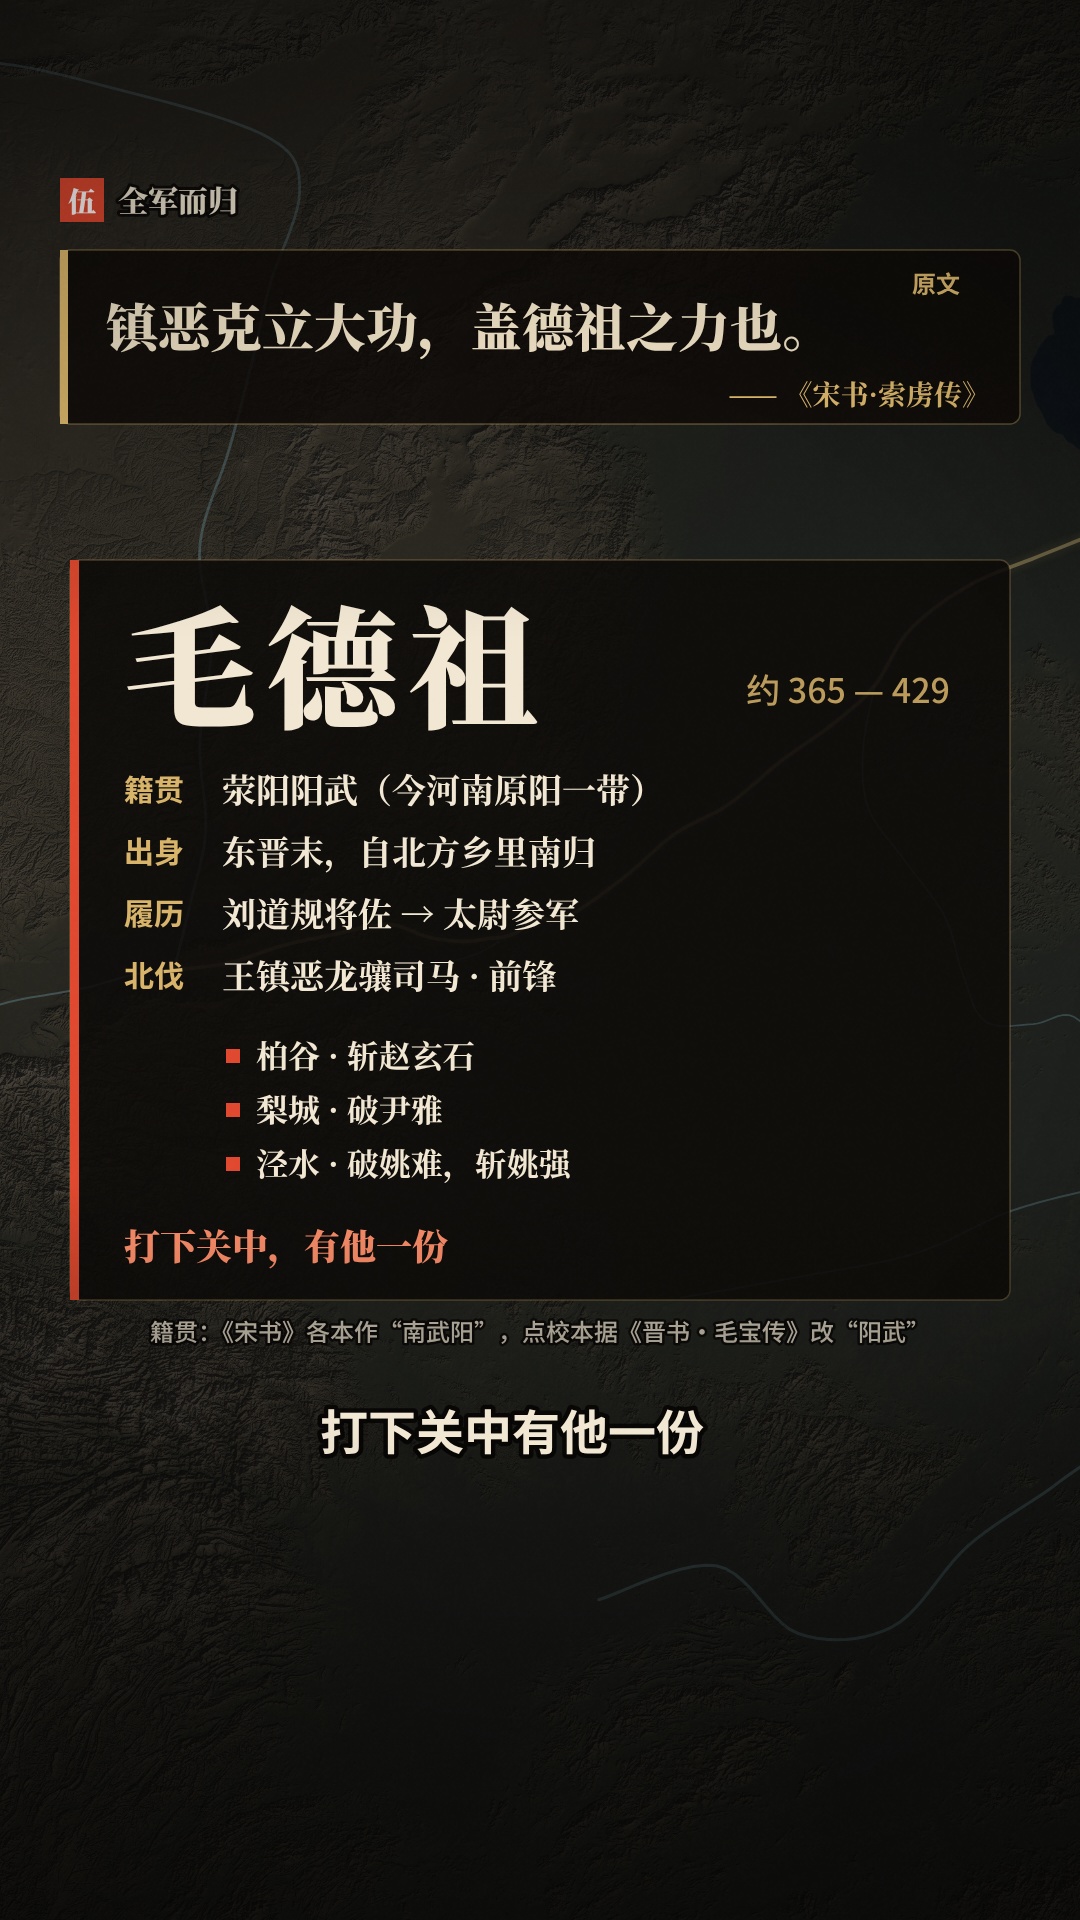 伍 全军而归
原文
镇恶克立大功，盖德祖之力也。
——《宋书·索虏传》
毛德祖
约 365 — 429
籍贯 荥阳阳武（今河南原阳一带）
出身 东晋末，自北方乡里南归
履历 刘道规将佐 → 太尉参军
北伐 王镇恶龙骧司马 · 前锋
柏谷 · 斩赵玄石
梨城 · 破尹雅
泾水 · 破姚难，斩姚强
打下关中，有他一份
籍贯：《宋书》各本作“南武阳”，点校本据《晋书·毛宝传》改“阳武”
打下关中有他一份